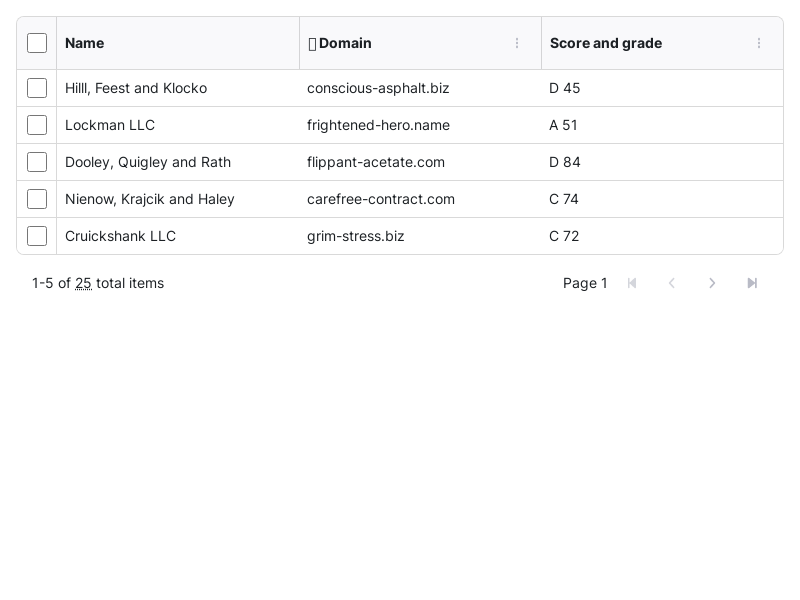 Name Domain Score and grade
Hilll, Feest and Klocko conscious-asphalt.biz D 45
Lockman LLC frightened-hero.name A 51
Dooley, Quigley and Rath flippant-acetate.com D 84
Nienow, Krajcik and Haley carefree-contract.com C 74
Cruickshank LLC grim-stress.biz C 72
1-5 of 25 total items Page 1